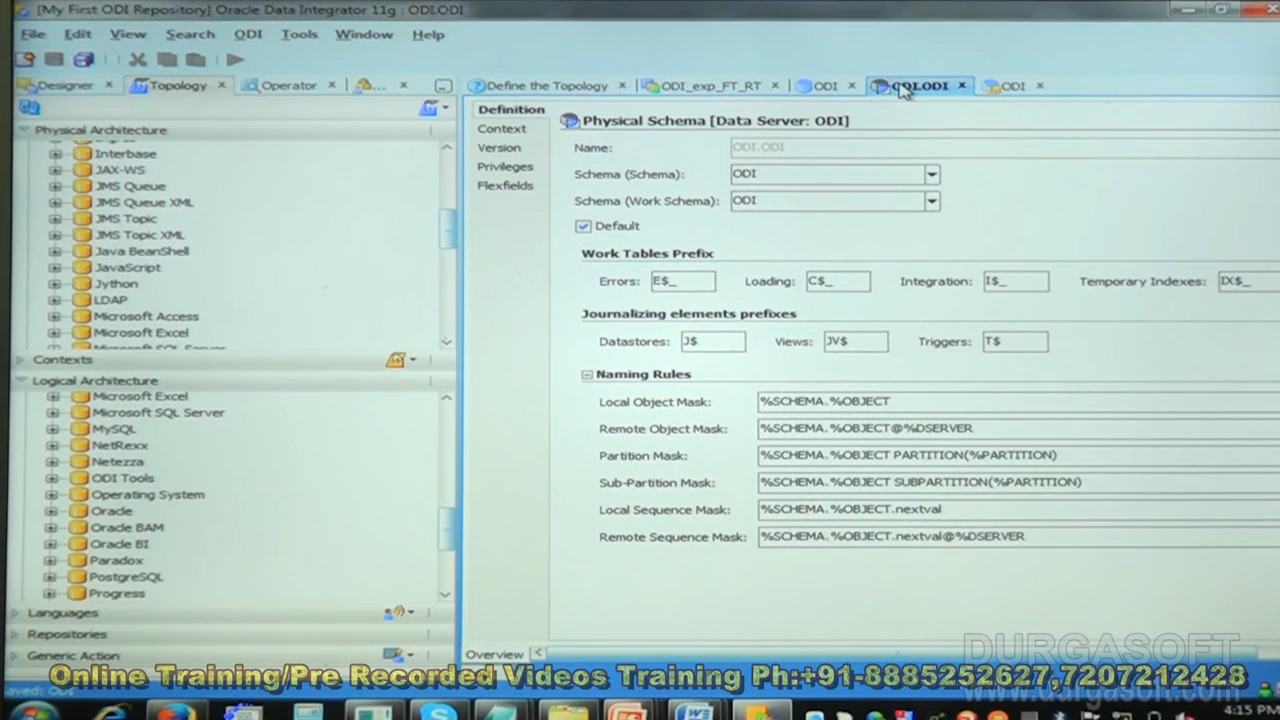 [My First ODI Repository] Oracle Data Integrator 11g : ODI.ODI
File Edit View Search ODI Tools Window Help
Designer Topology Operator ...
Define the Topology ODI_exp_FT_RT ODI ODI.ODI ODI
Physical Architecture
Interbase
JAX-WS
JMS Queue
JMS Queue XML
JMS Topic
JMS Topic XML
Java BeanShell
JavaScript
Jython
LDAP
Microsoft Access
Microsoft Excel
Microsoft SQL Server
Contexts
Logical Architecture
Microsoft Excel
Microsoft SQL Server
MySQL
NetRexx
Netezza
ODI Tools
Operating System
Oracle
Oracle BAM
Oracle BI
Paradox
PostgreSQL
Progress
Languages
Repositories
Generic Action
Definition
Context
Version
Privileges
Flexfields
Physical Schema [Data Server: ODI]
Name: ODI.ODI
Schema (Schema): ODI
Schema (Work Schema): ODI
Default
Work Tables Prefix
Errors: E$_ Loading: C$_ Integration: I$_ Temporary Indexes: IX$_
Journalizing elements prefixes
Datastores: J$ Views: JV$ Triggers: T$
Naming Rules
Local Object Mask: %SCHEMA.%OBJECT
Remote Object Mask: %SCHEMA.%OBJECT@%DSERVER
Partition Mask: %SCHEMA.%OBJECT PARTITION(%PARTITION)
Sub-Partition Mask: %SCHEMA.%OBJECT SUBPARTITION(%PARTITION)
Local Sequence Mask: %SCHEMA.%OBJECT.nextval
Remote Sequence Mask: %SCHEMA.%OBJECT.nextval@%DSERVER
Overview
DURGASOFT
Online Training/Pre Recorded Videos Training Ph:+91-8885252627,7207212428
www.durgasoft.com
4:15 PM